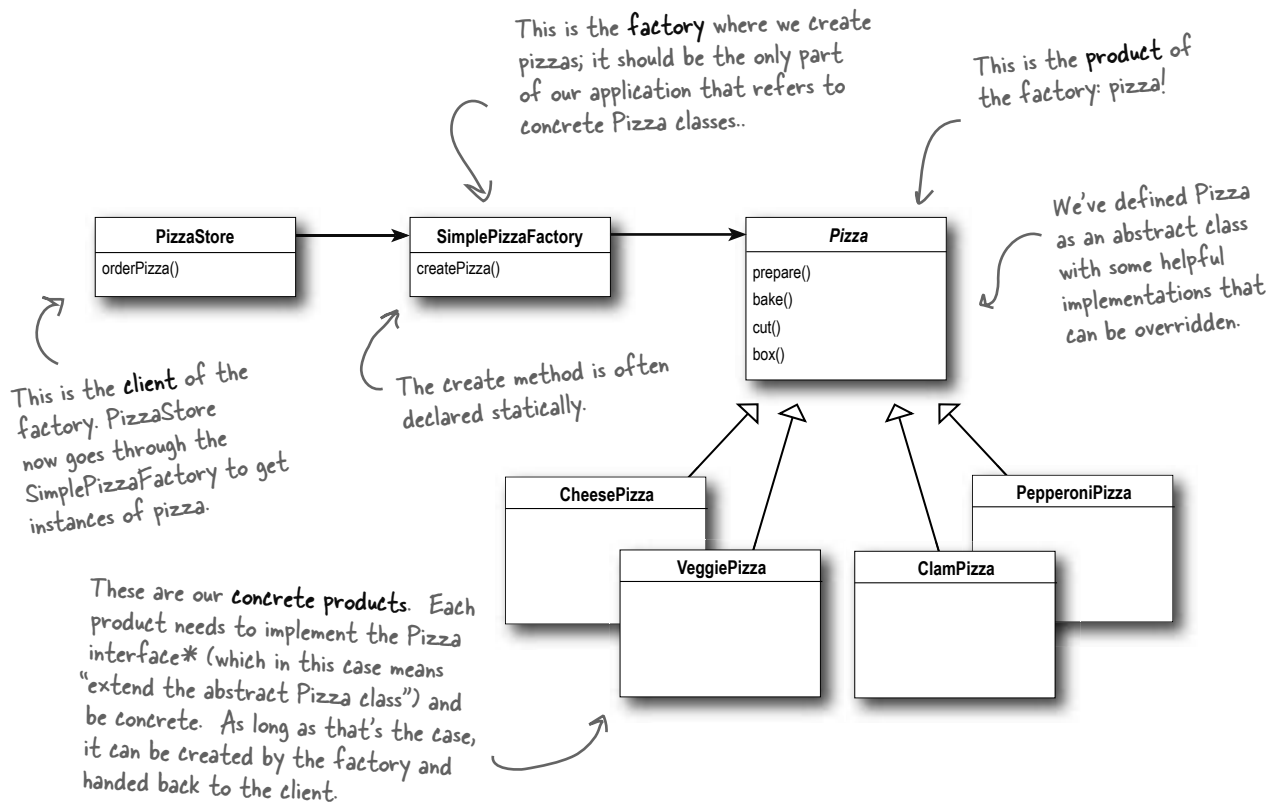 This is the factory where we create
pizzas; it should be the only part
of our application that refers to
concrete Pizza classes..
This is the product of
the factory: pizza!
We've defined Pizza
as an abstract class
with some helpful
implementations that
can be overridden.
PizzaStore
orderPizza()
SimplePizzaFactory
createPizza()
Pizza
prepare()
bake()
cut()
box()
This is the client of the
factory. PizzaStore
now goes through the
SimplePizzaFactory to get
instances of pizza.
The create method is often
declared statically.
CheesePizza
VeggiePizza
ClamPizza
PepperoniPizza
These are our concrete products. Each
product needs to implement the Pizza
interface* (which in this case means
“extend the abstract Pizza class”) and
be concrete. As long as that's the case,
it can be created by the factory and
handed back to the client.